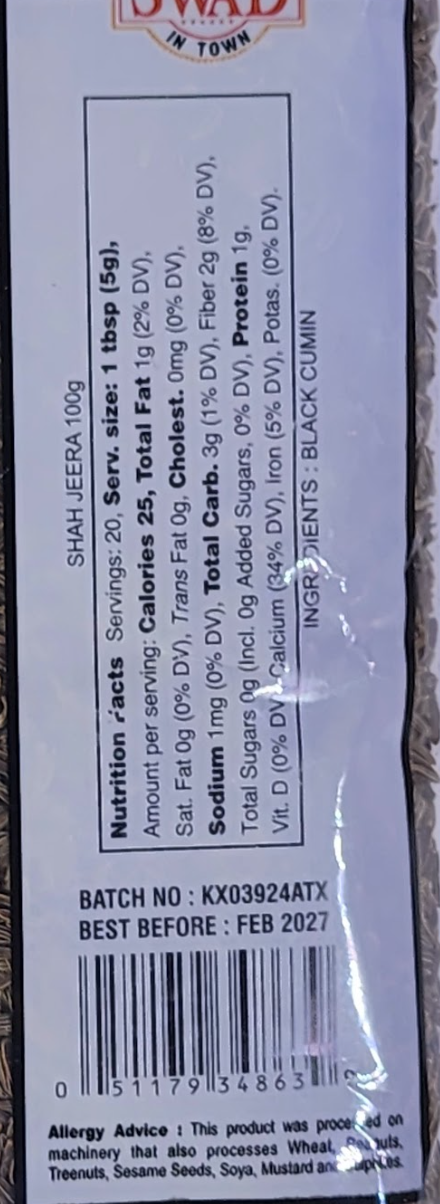 SWAD
IN TOWN
SHAH JEERA 100g
Nutrition Facts Servings: 20, Serv. size: 1 tbsp (5g),
Amount per serving: Calories 25, Total Fat 1g (2% DV),
Sat. Fat 0g (0% DV), Trans Fat 0g, Cholest. 0mg (0% DV),
Sodium 1mg (0% DV), Total Carb. 3g (1% DV), Fiber 2g (8% DV),
Total Sugars 0g (Incl. 0g Added Sugars, 0% DV), Protein 1g,
Vit. D (0% DV), Calcium (34% DV), Iron (5% DV), Potas. (0% DV).
INGREDIENTS : BLACK CUMIN
BATCH NO : KX03924ATX
BEST BEFORE : FEB 2027
0 51179 34863
Allergy Advice : This product was processed on
machinery that also processes Wheat, Peanuts,
Treenuts, Sesame Seeds, Soya, Mustard and